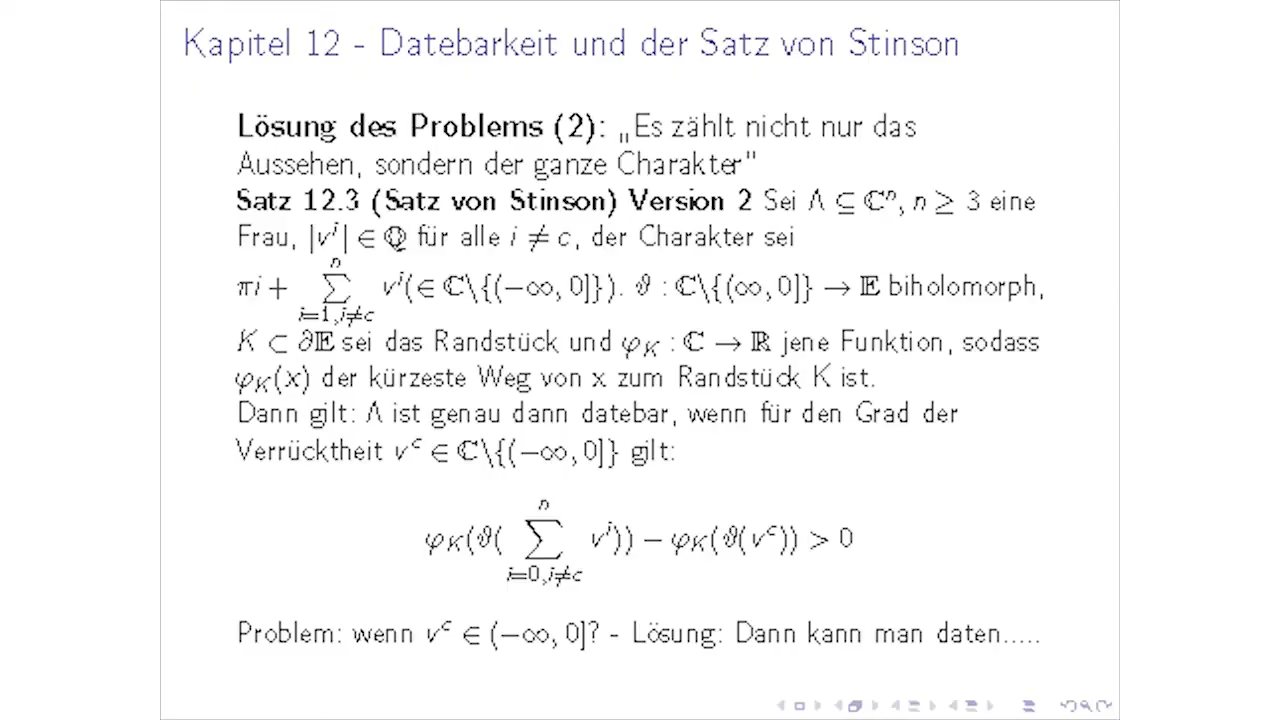 Kapitel 12 - Datebarkeit und der Satz von Stinson
Lösung des Problems (2): „Es zählt nicht nur das
Aussehen, sondern der ganze Charakter"
Satz 12.3 (Satz von Stinson) Version 2 Sei Λ ⊆ ℂⁿ, n ≥ 3 eine
Frau, |vⁱ| ∈ ℚ für alle i ≠ c, der Charakter sei
πi + ∑_{i=1,i≠c}^{n} vⁱ(∈ ℂ\{(−∞, 0]}). ϑ : ℂ\{(∞, 0]} → 𝔼 biholomorph,
K ⊂ ∂𝔼 sei das Randstück und φ_K : ℂ → ℝ jene Funktion, sodass
φ_K(x) der kürzeste Weg von x zum Randstück K ist.
Dann gilt: Λ ist genau dann datebar, wenn für den Grad der
Verrücktheit v^c ∈ ℂ\{(−∞, 0]} gilt:
φ_K(ϑ(∑_{i=0,i≠c}^{n} vⁱ)) − φ_K(ϑ(v^c)) > 0
Problem: wenn v^c ∈ (−∞, 0]? - Lösung: Dann kann man daten.....